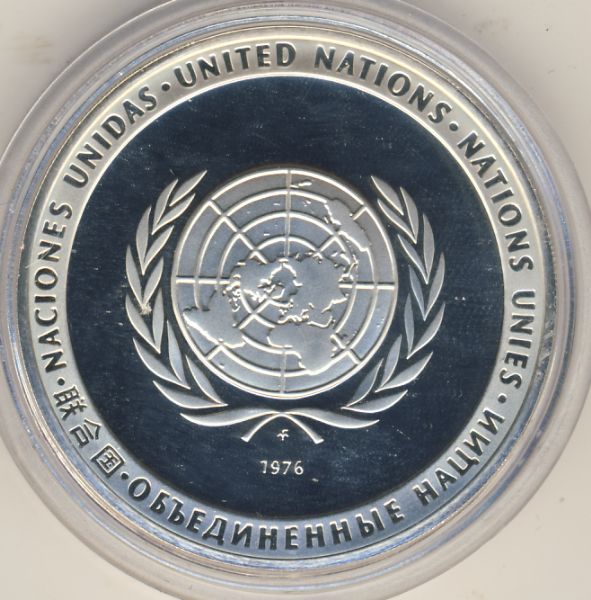 · UNITED NATIONS · NATIONS UNIES · ОБЪЕДИНЕННЫЕ НАЦИИ · 联合国 · NACIONES UNIDAS
1976